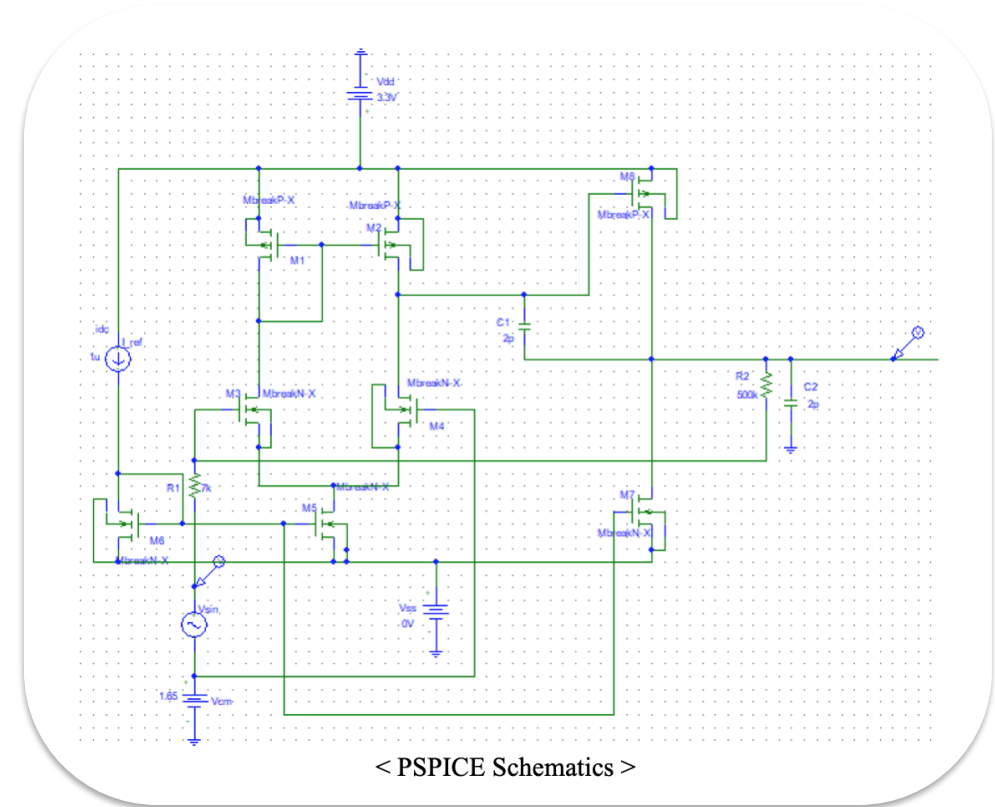 Vdd
3.3V
M8
MbreakP-X
MbreakP-X
MbreakP-X
M2
M1
C1
2p
idc
I_ref
1u
R2
500k
C2
2p
MbreakN-X
M3
MbreakN-X
M4
R1
7k
MbreakN-X
M5
M7
MbreakN-X
M6
MbreakN-X
V
V
Vsin
Vss
0V
1.65
Vcm
< PSPICE Schematics >